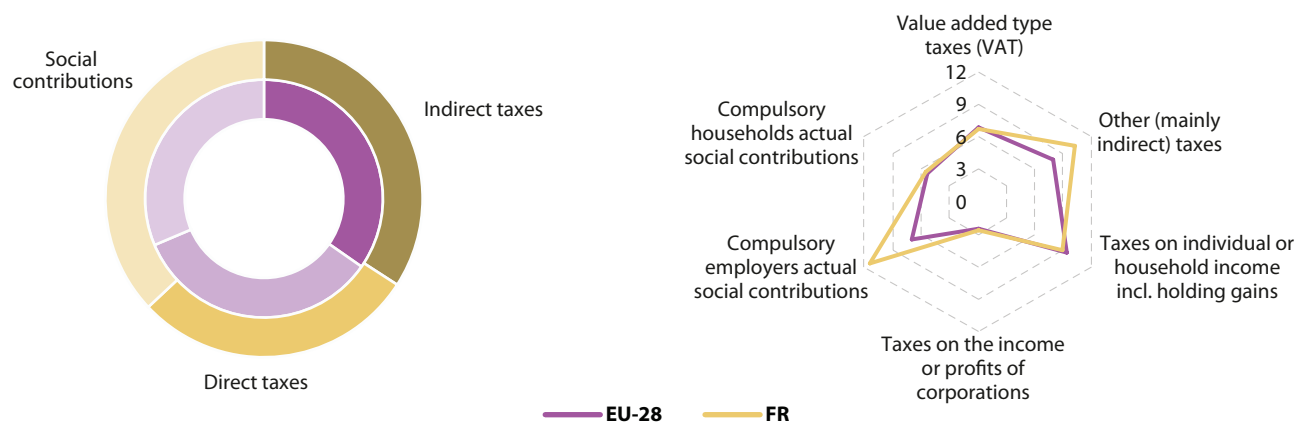 Social
contributions
Indirect taxes
Direct taxes
Value added type
taxes (VAT)
12
9
6
3
0
Other (mainly
indirect) taxes
Taxes on individual or
household income
incl. holding gains
Taxes on the income
or profits of
corporations
Compulsory
employers actual
social contributions
Compulsory
households actual
social contributions
EU-28
FR